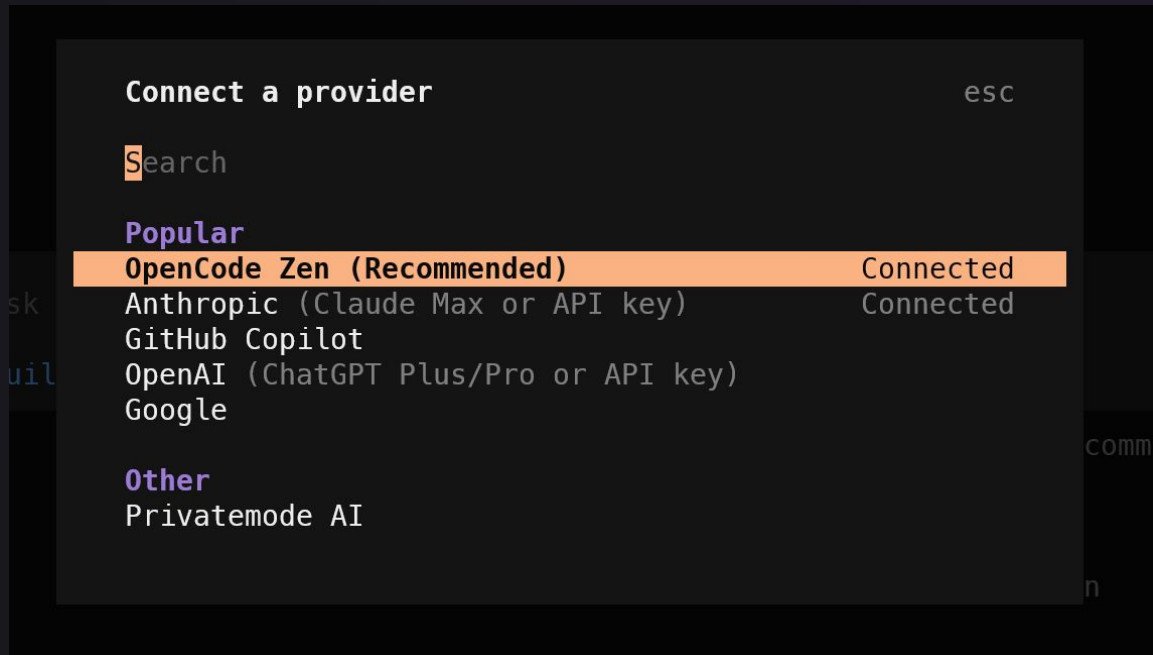 Connect a provider esc
Search
Popular
OpenCode Zen (Recommended) Connected
Anthropic (Claude Max or API key) Connected
GitHub Copilot
OpenAI (ChatGPT Plus/Pro or API key)
Google
Other
Privatemode AI